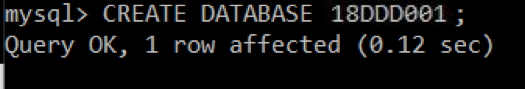 mysql> CREATE DATABASE 18DDD001;
Query OK, 1 row affected (0.12 sec)